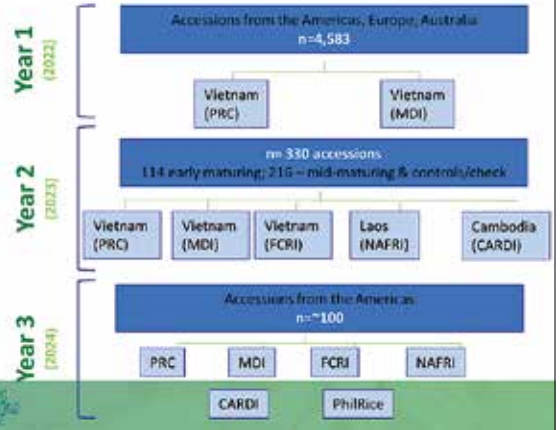 Year 1
(2022)
Accessions from the Americas, Europe, Australia
n=4,583
Vietnam
(PRC)
Vietnam
(MDI)
Year 2
(2023)
n= 330 accessions
114 early maturing; 216 – mid-maturing & controls/check
Vietnam
(PRC)
Vietnam
(MDI)
Vietnam
(FCRI)
Laos
(NAFRI)
Cambodia
(CARDI)
Year 3
(2024)
Accessions from the Americas
n=~100
PRC
MDI
FCRI
NAFRI
CARDI
PhilRice